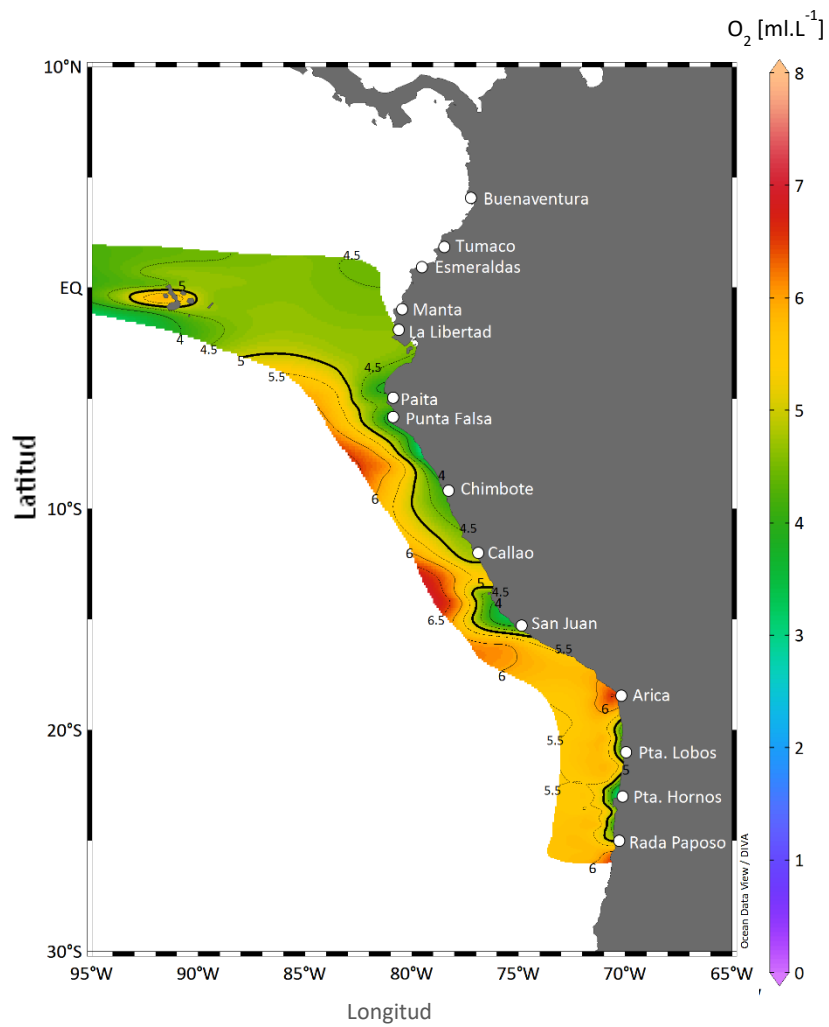 O2 [ml.L-1]
10°N
8
7
Buenaventura
Tumaco
4.5
Esmeraldas
6
EQ
5
Manta
La Libertad
4
4.5
5
5.5
4.5
5
Paita
Punta Falsa
Latitud
4
Chimbote
6
10°S
4.5
4
6
Callao
5
4.5
4
San Juan
6.5
3
5.5
6
Arica
6
20°S
5.5
Pta. Lobos
2
5
5.5
Pta. Hornos
Rada Paposo
6
1
Ocean Data View / DIVA
30°S
0
95°W
90°W
85°W
80°W
75°W
70°W
65°W
Longitud